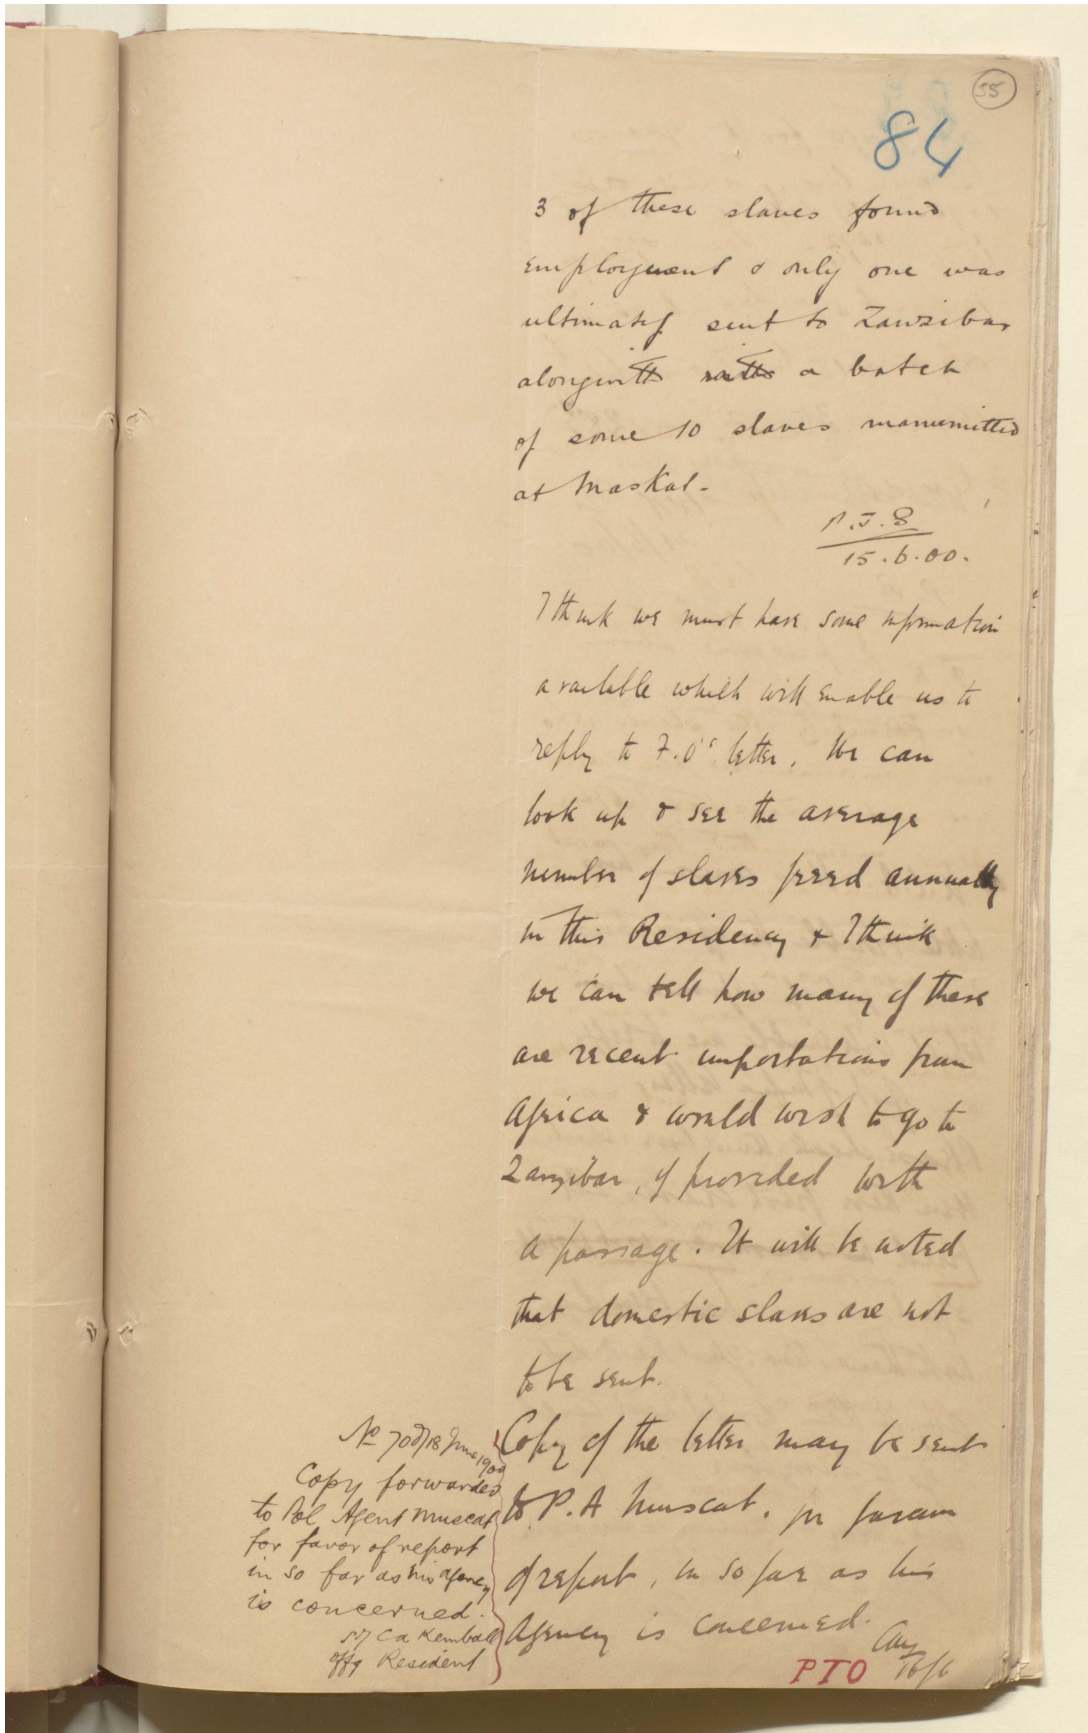 55
84
3 of these slaves found
employment & only one was
ultimately sent to Zanzibar
alongwith with a batch
of some 10 slaves manumitted
at Maskat -
P.J.G
15.6.00.
I think we must have some information
available which will enable us to
reply to F.O's letter. We can
look up & see the average
number of slaves freed annually
in this Residency & I think
we can tell how many of these
are recent importations from
Africa & would wish to go to
Zanzibar, if provided with
a passage. It will be noted
that domestic slaves are not
to be sent.
Copy of the letter may be sent
to P.A Muscat, for favour
of report, in so far as his
Agency is concerned.
16/6
PTO
No 70 of 18 June 1900
Copy forwarded
to Pol Agent Muscat
for favor of report
in so far as his agency
is concerned.
Sd/ C A Kemball
offg Resident